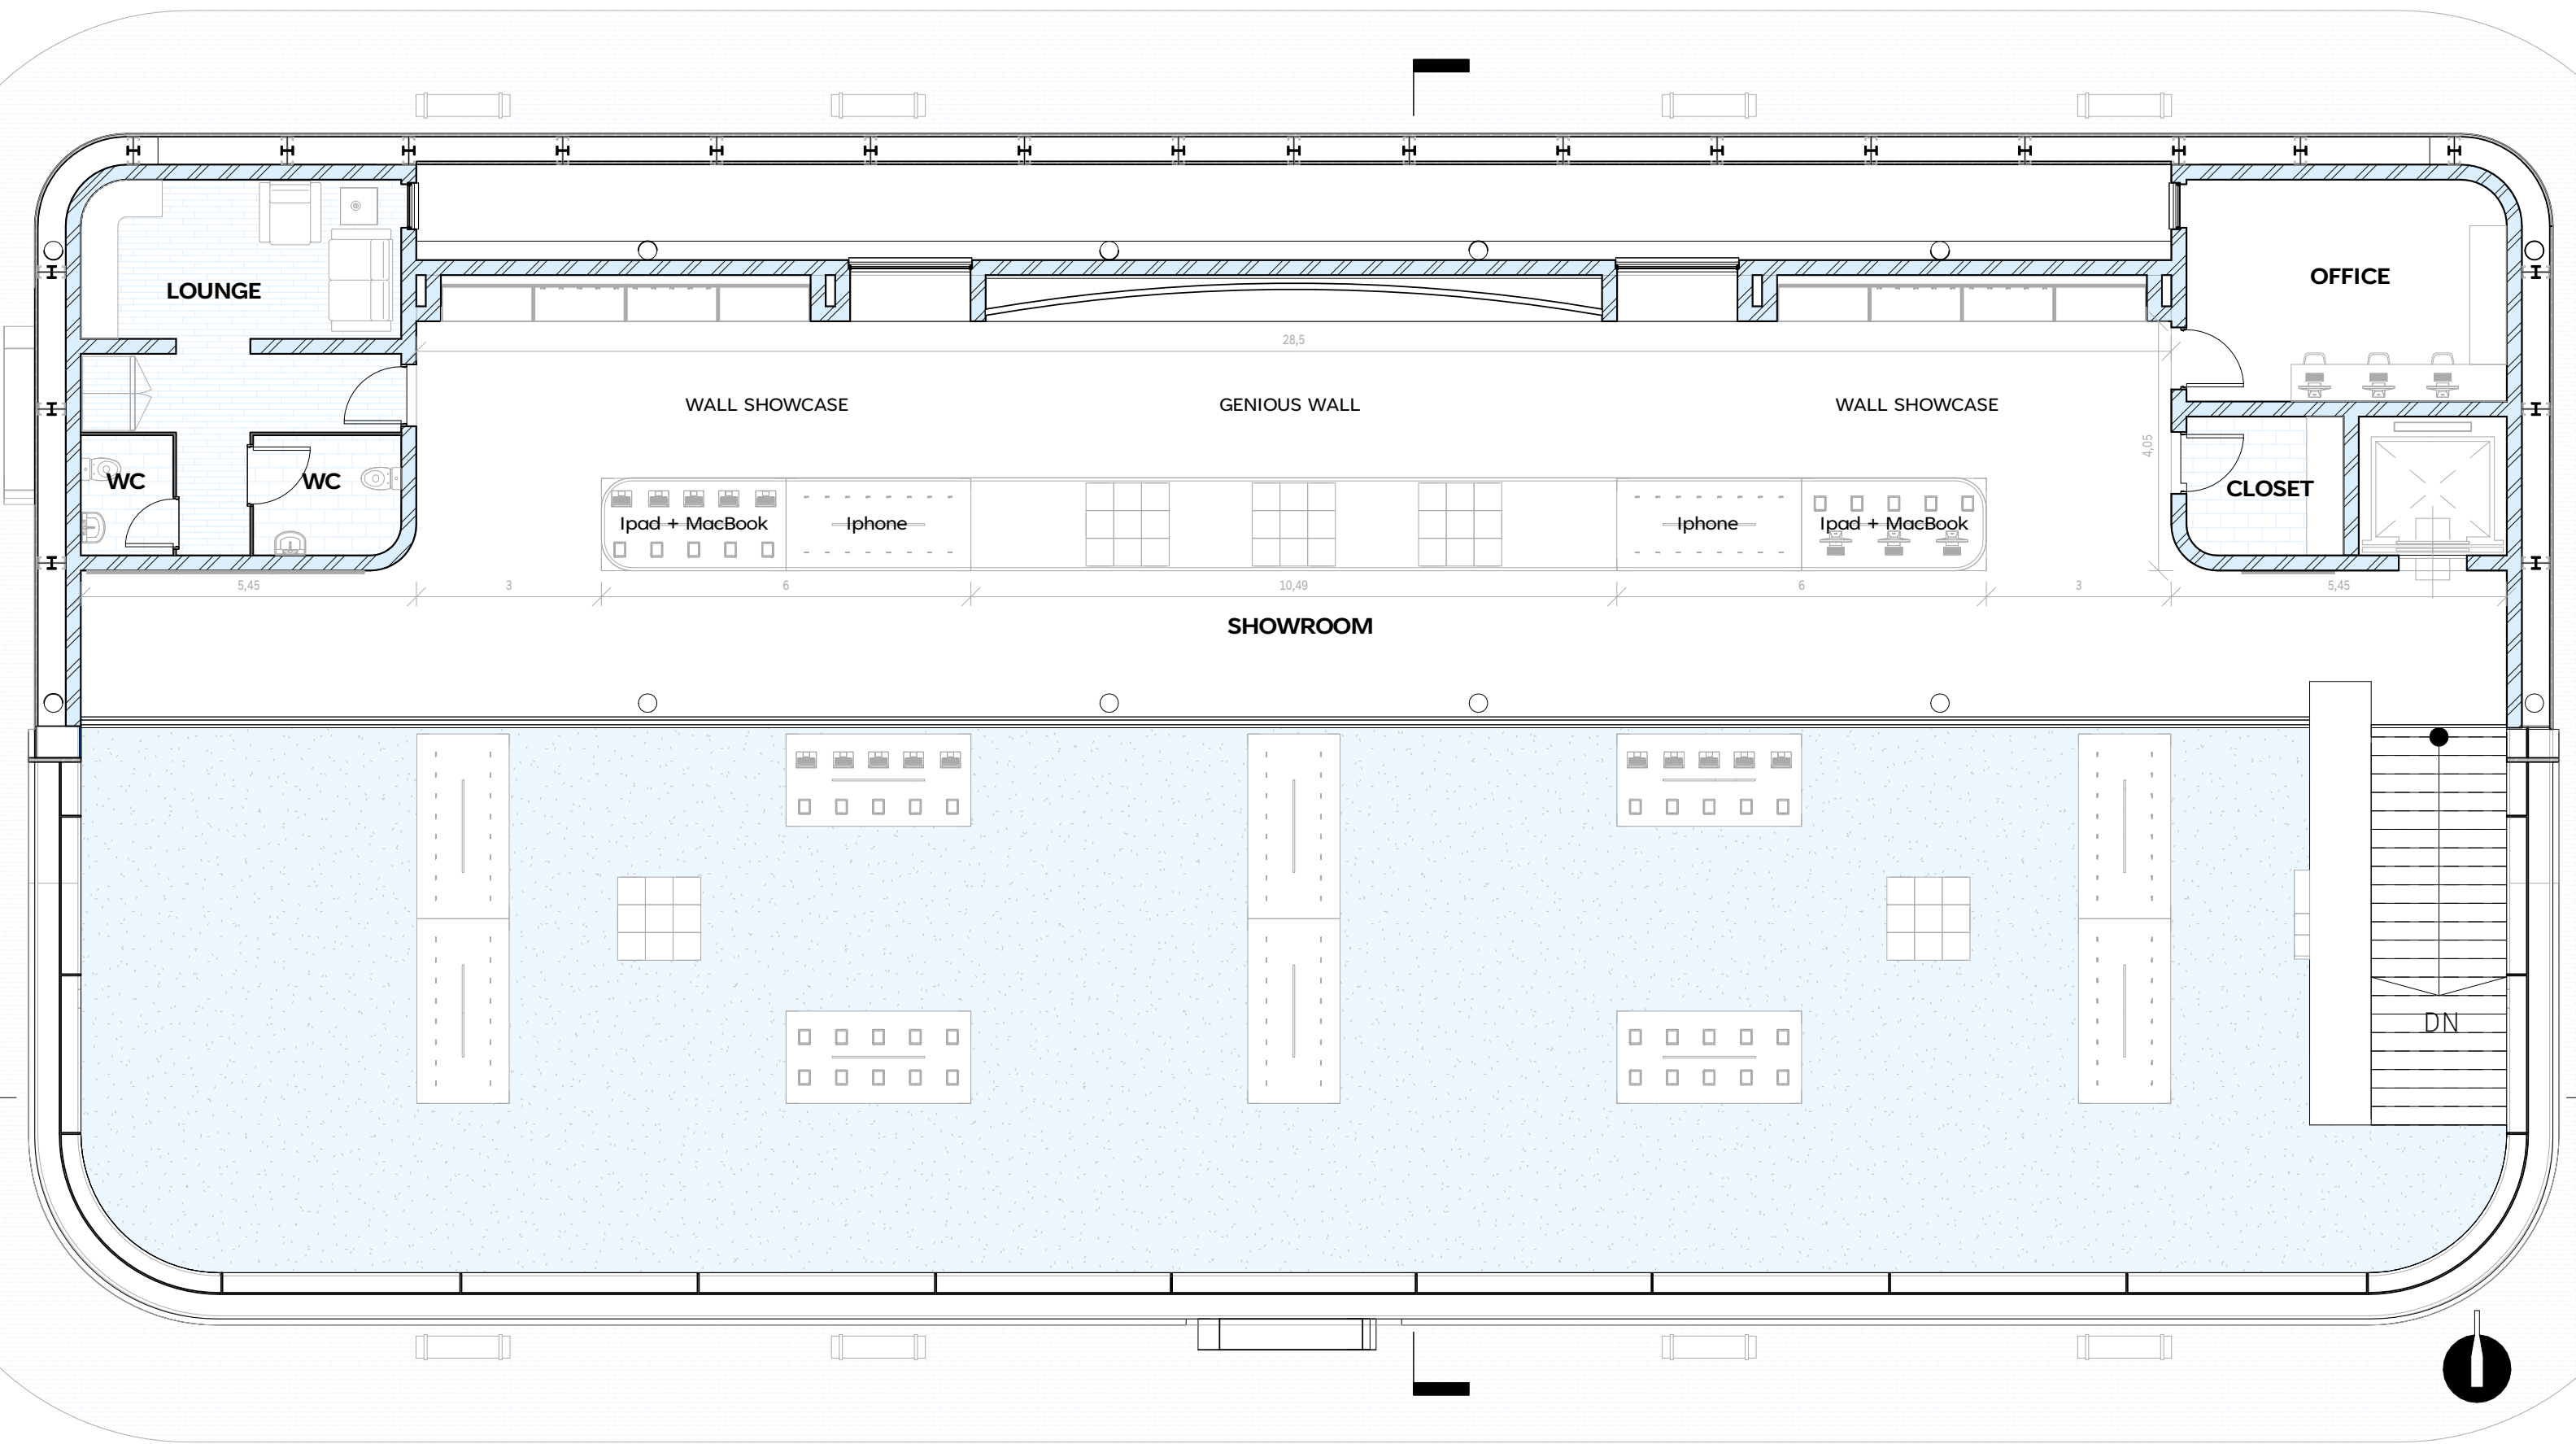 LOUNGE
OFFICE
28,5
WALL SHOWCASE
GENIOUS WALL
WALL SHOWCASE
4,05
WC
WC
CLOSET
Ipad + MacBook
Iphone
Iphone
Ipad + MacBook
5,45
3
6
10,49
6
3
5,45
SHOWROOM
DN